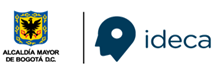 ALCALDÍA MAYOR
DE BOGOTÁ D.C.
ideca